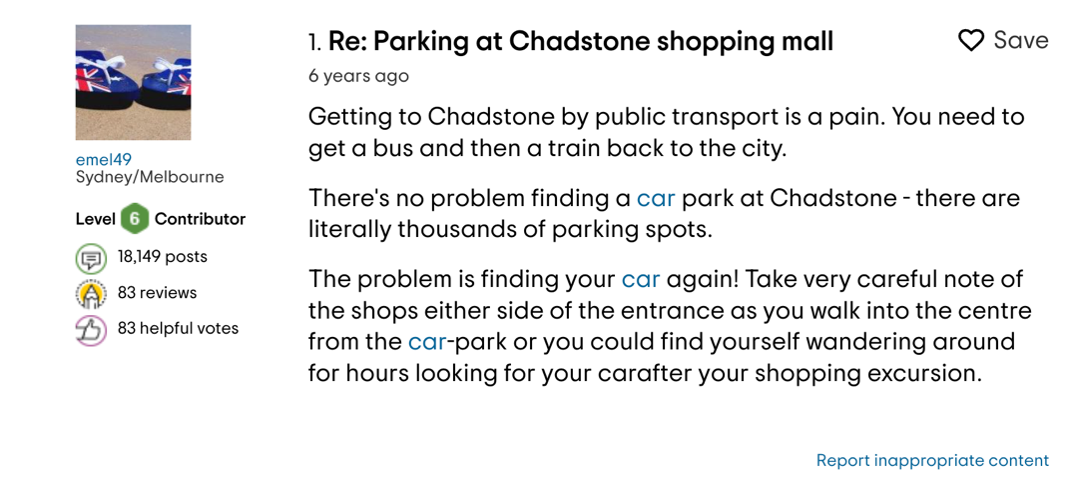 1. Re: Parking at Chadstone shopping mall
Save
6 years ago
emel49
Sydney/Melbourne
Level 6 Contributor
18,149 posts
83 reviews
83 helpful votes
Getting to Chadstone by public transport is a pain. You need to
get a bus and then a train back to the city.
There's no problem finding a car park at Chadstone - there are
literally thousands of parking spots.
The problem is finding your car again! Take very careful note of
the shops either side of the entrance as you walk into the centre
from the car-park or you could find yourself wandering around
for hours looking for your carafter your shopping excursion.
Report inappropriate content